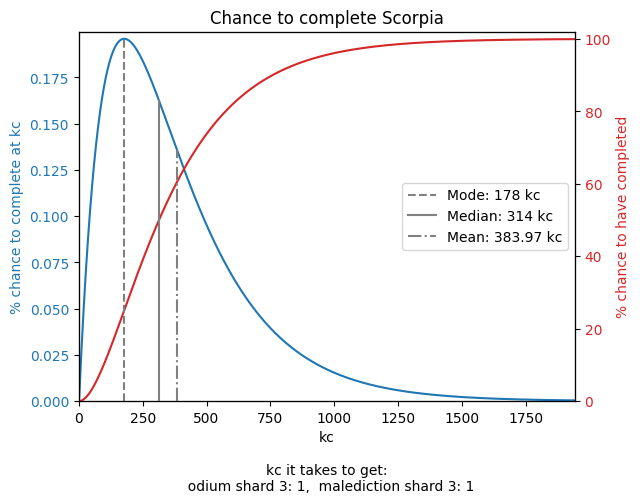 Chance to complete Scorpia
% chance to complete at kc
0.175
0.150
0.125
0.100
0.075
0.050
0.025
0.000
100
80
60
40
20
0
% chance to have completed
Mode: 178 kc
Median: 314 kc
Mean: 383.97 kc
0 250 500 750 1000 1250 1500 1750
kc
kc it takes to get:
odium shard 3: 1, malediction shard 3: 1